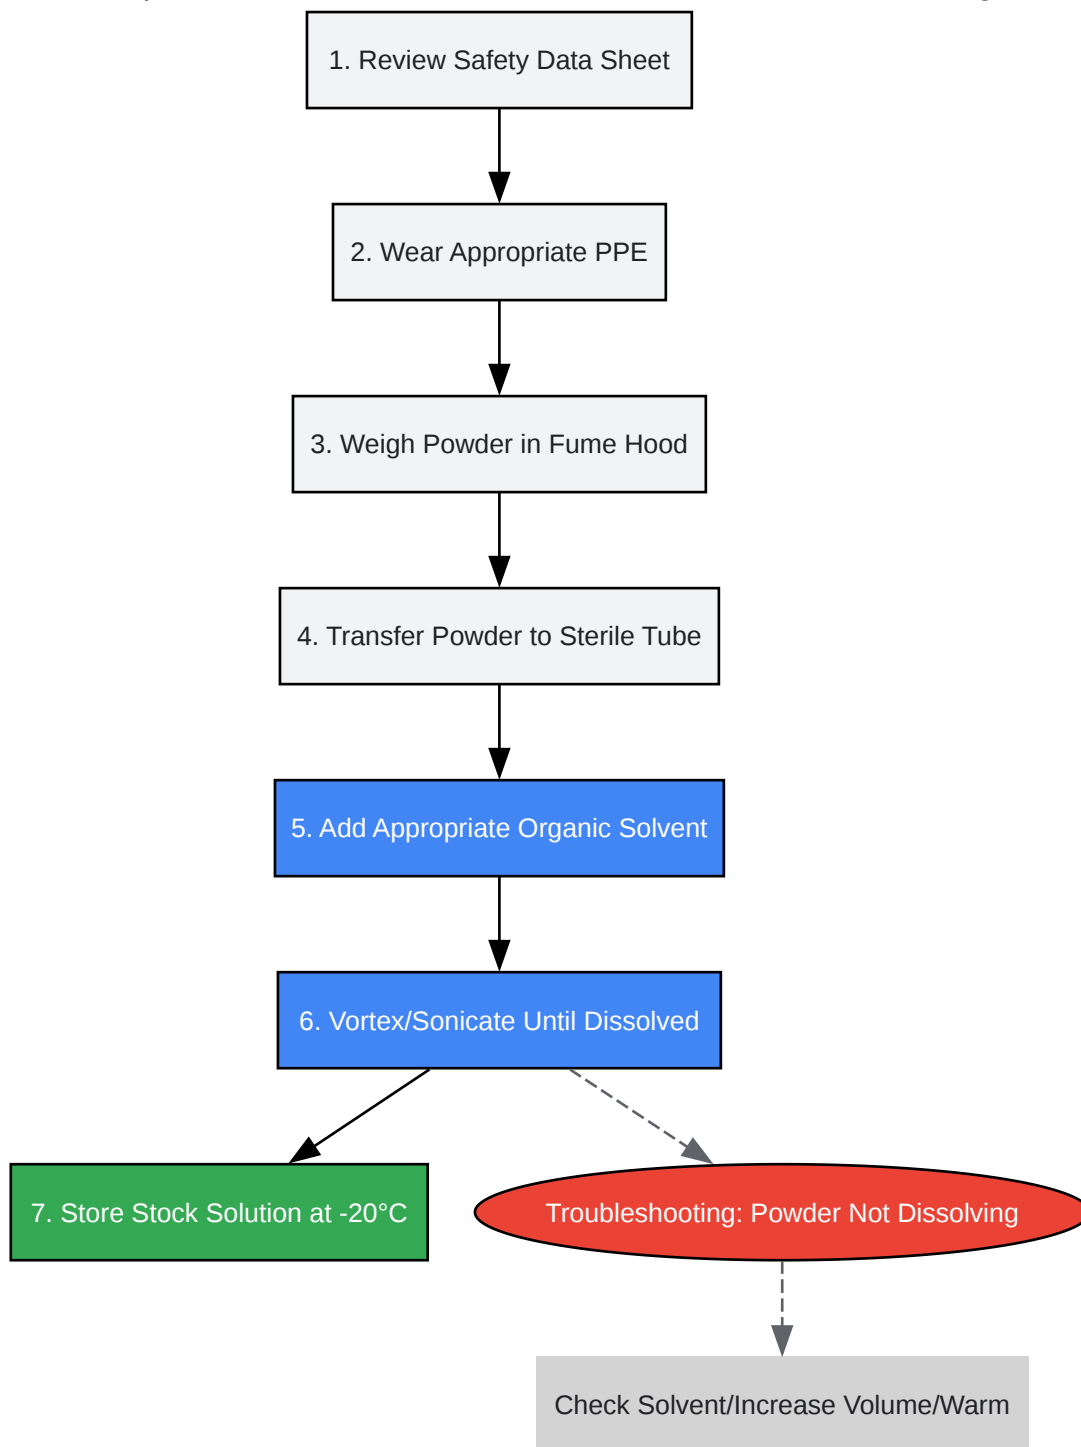 1. Review Safety Data Sheet
2. Wear Appropriate PPE
3. Weigh Powder in Fume Hood
4. Transfer Powder to Sterile Tube
5. Add Appropriate Organic Solvent
6. Vortex/Sonicate Until Dissolved
7. Store Stock Solution at -20°C
Troubleshooting: Powder Not Dissolving
Check Solvent/Increase Volume/Warm